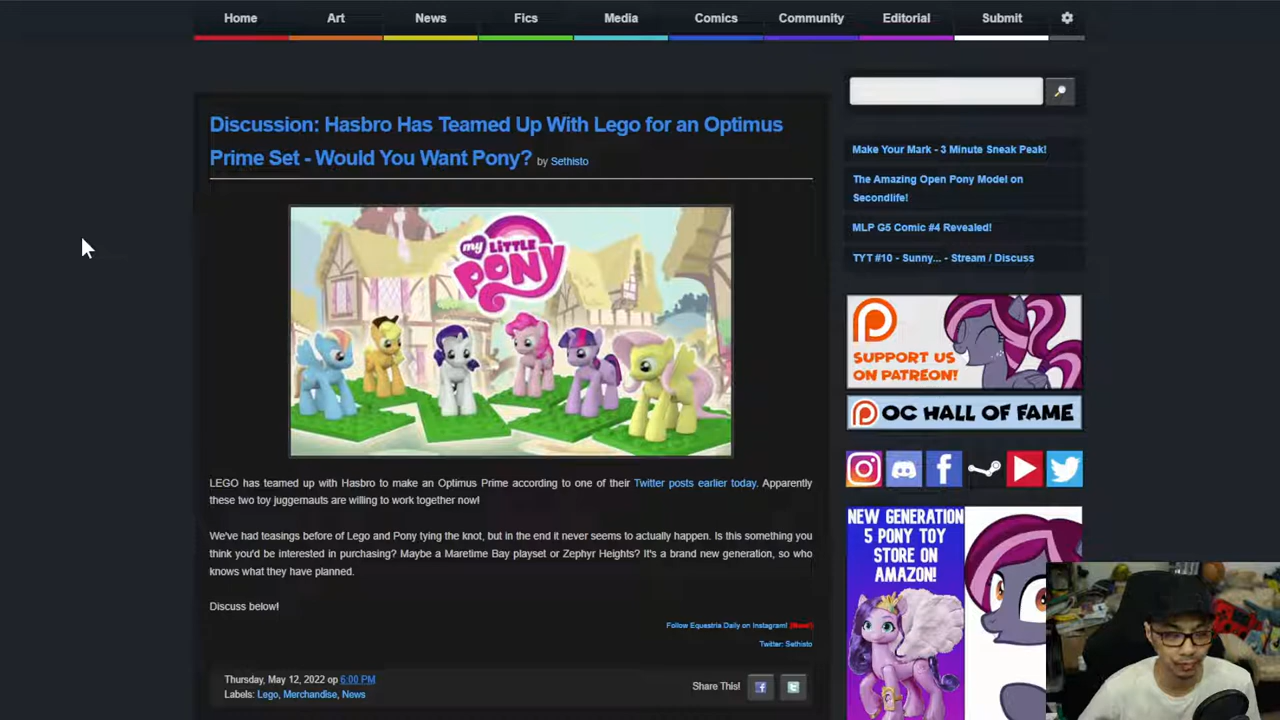 Home Art News Fics Media Comics Community Editorial Submit
Discussion: Hasbro Has Teamed Up With Lego for an Optimus
Prime Set - Would You Want Pony? by Sethisto
my LITTLE
PONY
LEGO has teamed up with Hasbro to make an Optimus Prime according to one of their Twitter posts earlier today. Apparently
these two toy juggernauts are willing to work together now!
We've had teasings before of Lego and Pony tying the knot, but in the end it never seems to actually happen. Is this something you
think you'd be interested in purchasing? Maybe a Maretime Bay playset or Zephyr Heights? It's a brand new generation, so who
knows what they have planned.
Discuss below!
Follow Equestria Daily on Instagram! (New!)
Twitter: Sethisto
Thursday, May 12, 2022 op 6:00 PM
Labels: Lego, Merchandise, News
Share This!
Make Your Mark - 3 Minute Sneak Peak!
The Amazing Open Pony Model on
Secondlife!
MLP G5 Comic #4 Revealed!
TYT #10 - Sunny... - Stream / Discuss
SUPPORT US
ON PATREON!
OC HALL OF FAME
NEW GENERATION
5 PONY TOY
STORE ON
AMAZON!